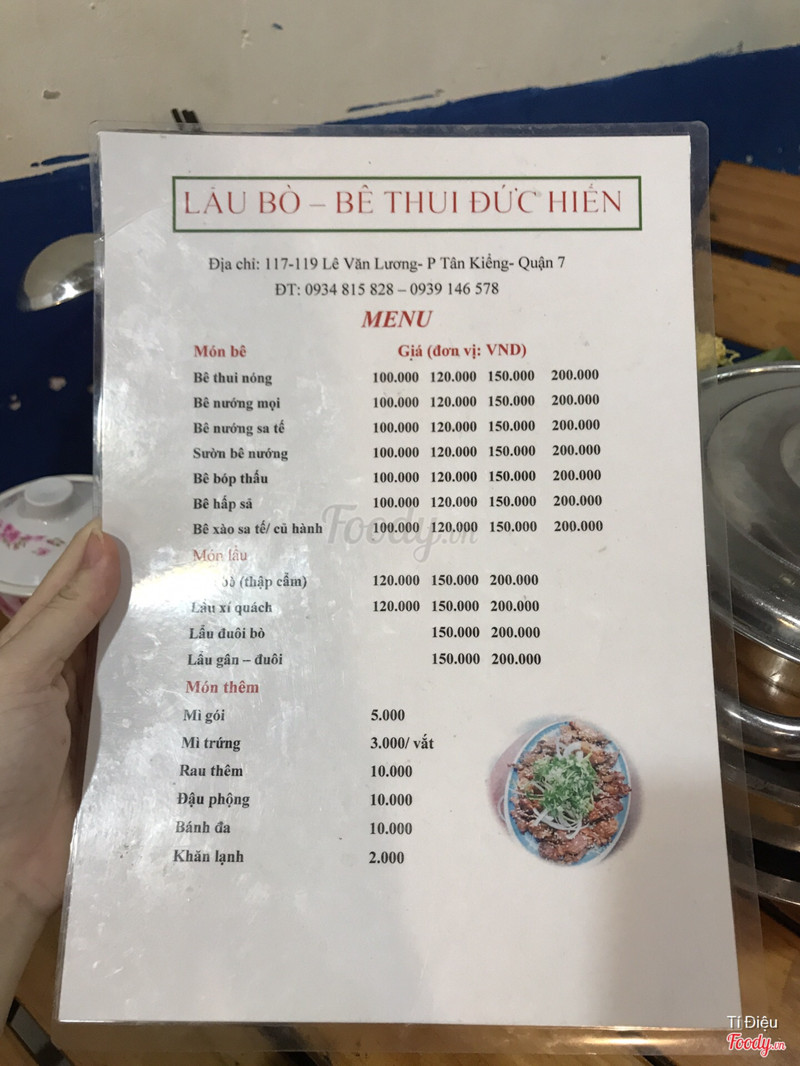 LẨU BÒ – BÊ THUI ĐỨC HIỂN
Địa chỉ: 117-119 Lê Văn Lương- P Tân Kiểng- Quận 7
ĐT: 0934 815 828 – 0939 146 578
MENU
Món bê Giá (đơn vị: VND)
Bê thui nóng 100.000 120.000 150.000 200.000
Bê nướng mọi 100.000 120.000 150.000 200.000
Bê nướng sa tế 100.000 120.000 150.000 200.000
Sườn bê nướng 100.000 120.000 150.000 200.000
Bê bóp thấu 100.000 120.000 150.000 200.000
Bê hấp sả 100.000 120.000 150.000 200.000
Bê xào sa tế/ củ hành 100.000 120.000 150.000 200.000
Foody.vn
Món lẩu
bò (thập cẩm) 120.000 150.000 200.000
Lẩu xí quách 120.000 150.000 200.000
Lẩu đuôi bò 150.000 200.000
Lẩu gân – đuôi 150.000 200.000
Món thêm
Mì gói 5.000
Mì trứng 3.000/ vắt
Rau thêm 10.000
Đậu phộng 10.000
Bánh đa 10.000
Khăn lạnh 2.000
Tí Điệu
Foody.vn